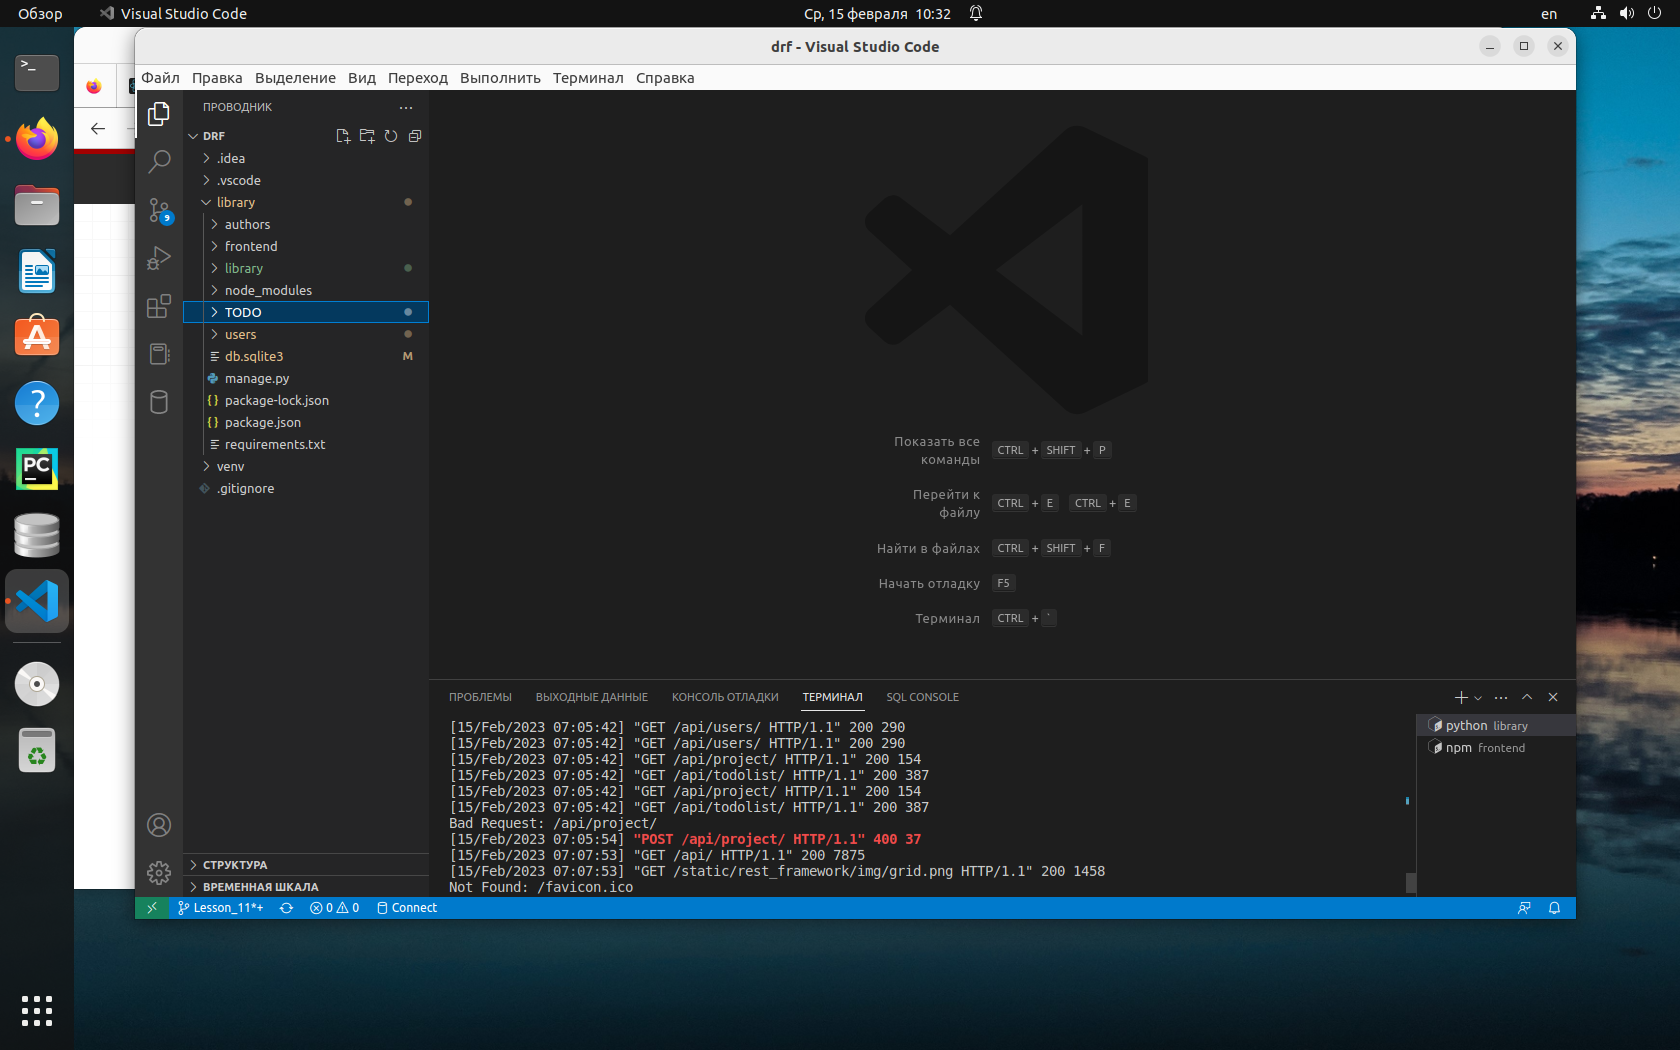 Обзор
Visual Studio Code
Ср, 15 февраля 10:32
en
drf - Visual Studio Code
Файл Правка Выделение Вид Переход Выполнить Терминал Справка
ПРОВОДНИК
DRF
.idea
.vscode
library
authors
frontend
library
node_modules
TODO
users
db.sqlite3 M
manage.py
package-lock.json
package.json
requirements.txt
venv
.gitignore
9
PC
Показать все
команды CTRL + SHIFT + P
Перейти к
файлу CTRL + E CTRL + E
Найти в файлах CTRL + SHIFT + F
Начать отладку F5
Терминал CTRL + `
ПРОБЛЕМЫ ВЫХОДНЫЕ ДАННЫЕ КОНСОЛЬ ОТЛАДКИ ТЕРМИНАЛ SQL CONSOLE
[15/Feb/2023 07:05:42] "GET /api/users/ HTTP/1.1" 200 290
[15/Feb/2023 07:05:42] "GET /api/users/ HTTP/1.1" 200 290
[15/Feb/2023 07:05:42] "GET /api/project/ HTTP/1.1" 200 154
[15/Feb/2023 07:05:42] "GET /api/todolist/ HTTP/1.1" 200 387
[15/Feb/2023 07:05:42] "GET /api/project/ HTTP/1.1" 200 154
[15/Feb/2023 07:05:42] "GET /api/todolist/ HTTP/1.1" 200 387
Bad Request: /api/project/
[15/Feb/2023 07:05:54] "POST /api/project/ HTTP/1.1" 400 37
[15/Feb/2023 07:07:53] "GET /api/ HTTP/1.1" 200 7875
[15/Feb/2023 07:07:53] "GET /static/rest_framework/img/grid.png HTTP/1.1" 200 1458
Not Found: /favicon.ico
python library
npm frontend
СТРУКТУРА
ВРЕМЕННАЯ ШКАЛА
Lesson_11*+ 0 0 Connect